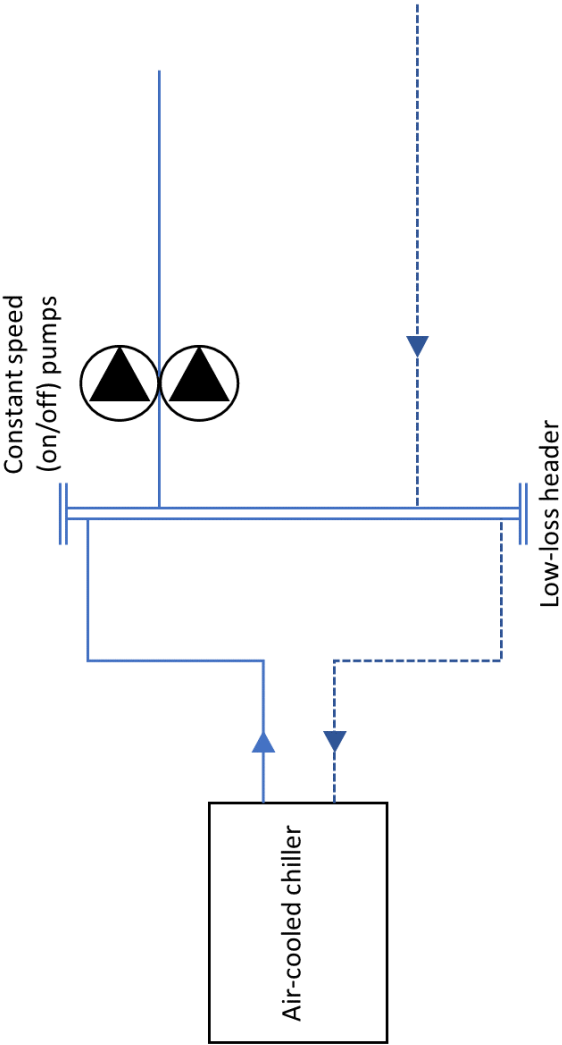 Constant speed
(on/off) pumps
Low-loss header
Air-cooled chiller